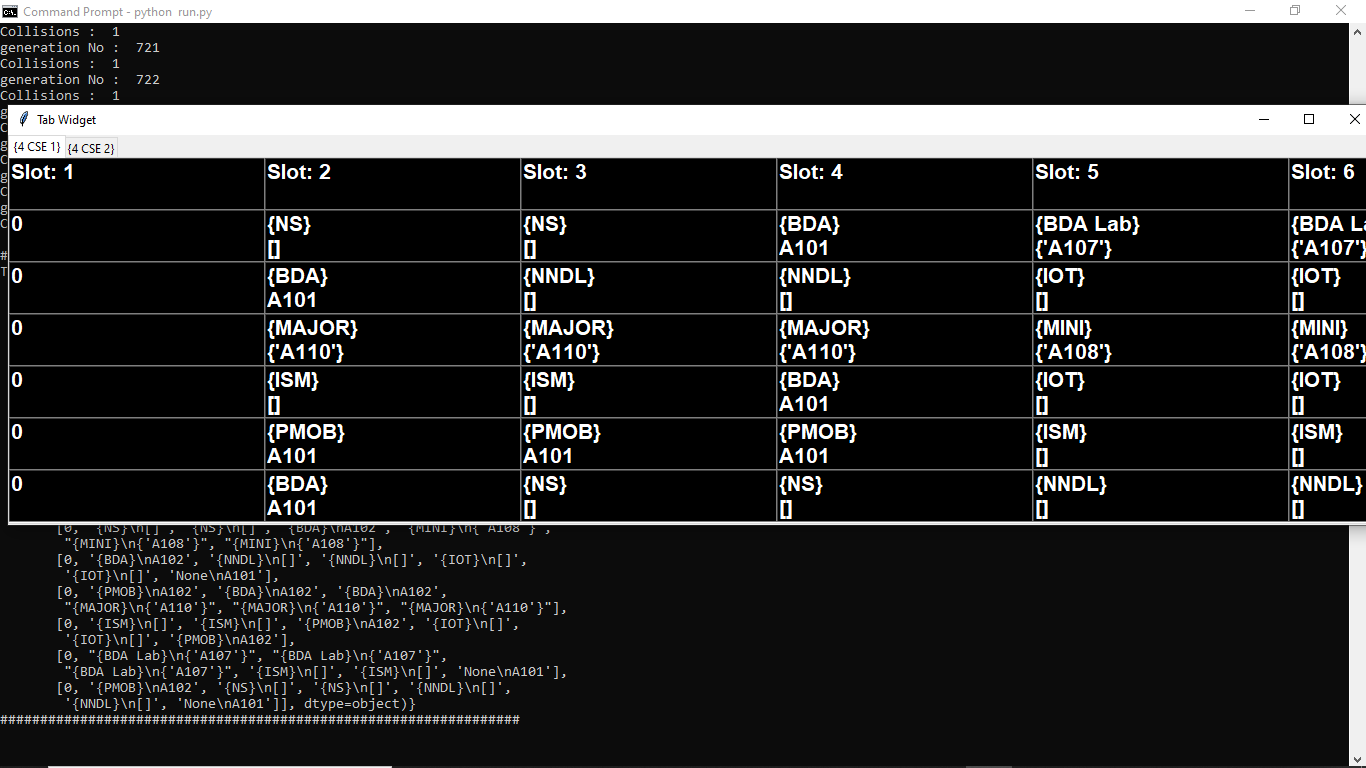 Command Prompt - python run.py
Collisions : 1
generation No : 721
Collisions : 1
generation No : 722
Collisions : 1
Tab Widget
{4 CSE 1} {4 CSE 2}
Slot: 1 Slot: 2 Slot: 3 Slot: 4 Slot: 5 Slot: 6
0 {NS} {NS} {BDA} {BDA Lab} {BDA La
[] [] A101 {'A107'} {'A107'}
0 {BDA} {NNDL} {NNDL} {IOT} {IOT}
A101 [] [] [] []
0 {MAJOR} {MAJOR} {MAJOR} {MINI} {MINI}
{'A110'} {'A110'} {'A110'} {'A108'} {'A108'}
0 {ISM} {ISM} {BDA} {IOT} {IOT}
[] [] A101 [] []
0 {PMOB} {PMOB} {PMOB} {ISM} {ISM}
A101 A101 A101 [] []
0 {BDA} {NS} {NS} {NNDL} {NNDL}
A101 [] [] [] []
[0, '{NS}\n[]', '{NS}\n[]', '{BDA}\nA102', "{MINI}\n{'A108'}",
"{MINI}\n{'A108'}", "{MINI}\n{'A108'}"],
[0, '{BDA}\nA102', '{NNDL}\n[]', '{NNDL}\n[]', '{IOT}\n[]',
'{IOT}\n[]', 'None\nA101'],
[0, '{PMOB}\nA102', '{BDA}\nA102', '{BDA}\nA102',
"{MAJOR}\n{'A110'}", "{MAJOR}\n{'A110'}", "{MAJOR}\n{'A110'}"],
[0, '{ISM}\n[]', '{ISM}\n[]', '{PMOB}\nA102', '{IOT}\n[]',
'{IOT}\n[]', '{PMOB}\nA102'],
[0, "{BDA Lab}\n{'A107'}", "{BDA Lab}\n{'A107'}",
"{BDA Lab}\n{'A107'}", '{ISM}\n[]', '{ISM}\n[]', 'None\nA101'],
[0, '{PMOB}\nA102', '{NS}\n[]', '{NS}\n[]', '{NNDL}\n[]',
'{NNDL}\n[]', 'None\nA101']], dtype=object)}
#################################################################